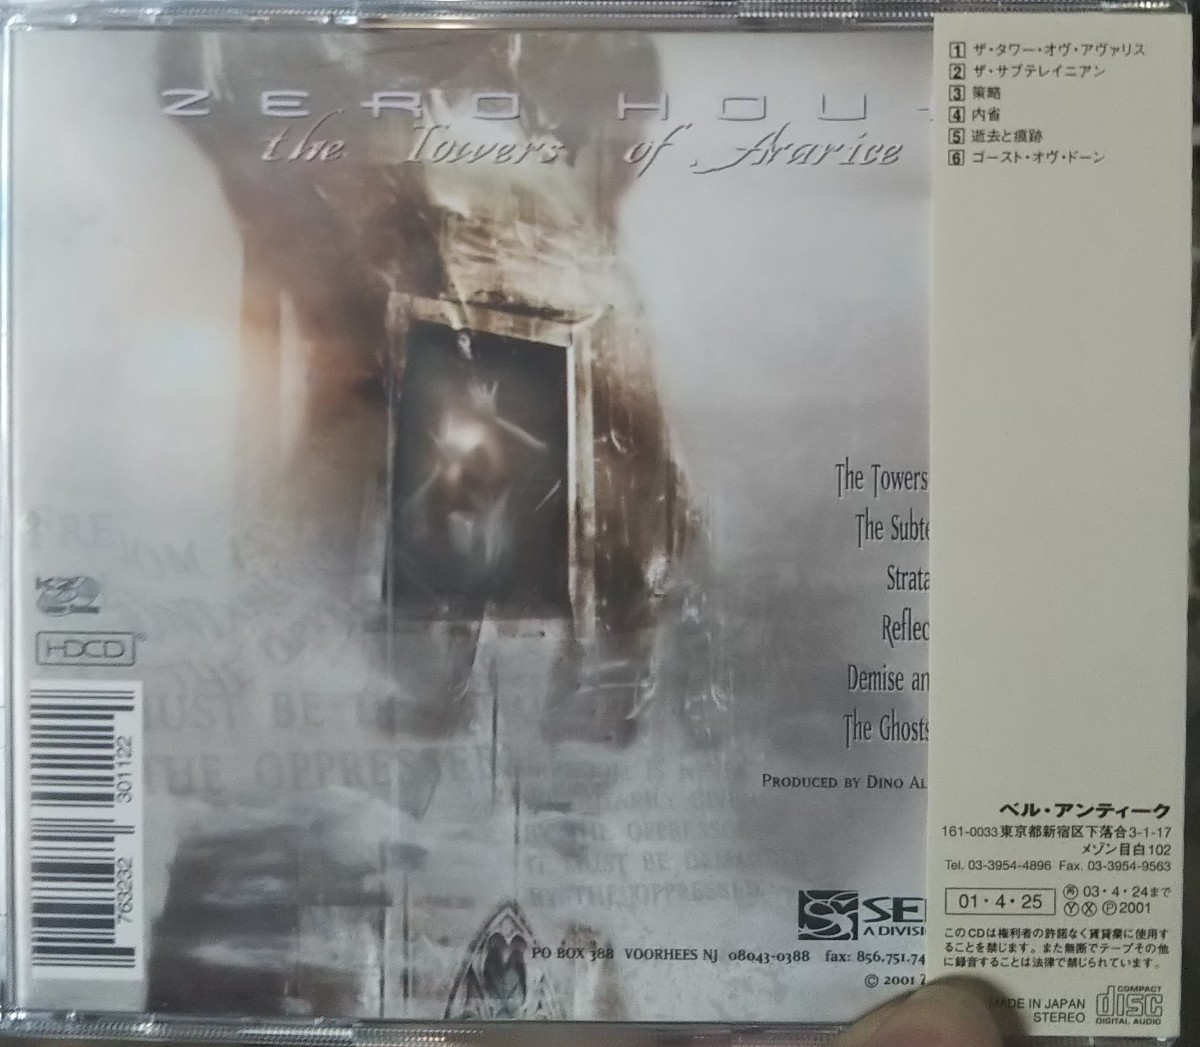 ZERO HOU
the Towers of Avarice
The Towers
The Subte
Strata
Reflec
Demise an
The Ghosts
PRODUCED BY DINO AL
HDCD
301122
763232
MUST BE DE
THE OPPRESSED
BY THE OPPRESSO
IT MUST BE DEMANDED
BY THE OPPRESSED."
SE
A DIVISI
PO BOX 388 VOORHEES NJ 08043-0388 fax: 856.751.74
© 2001 Z
1 ザ・タワー・オヴ・アヴァリス
2 ザ・サブテレイニアン
3 策略
4 内省
5 逝去と痕跡
6 ゴースト・オヴ・ドーン
ベル・アンティーク
161-0033東京都新宿区下落合3-1-17
メゾン目白102
Tel. 03-3954-4896 Fax. 03-3954-9563
01・4・25
再 03・4・24まで
Ⓨ Ⓧ Ⓟ2001
このCDは権利者の許諾なく賃貸業に使用することを禁じます。また無断でテープその他に録音することは法律で禁じられています。
MADE IN JAPAN
STEREO
COMPACT
disc
DIGITAL AUDIO